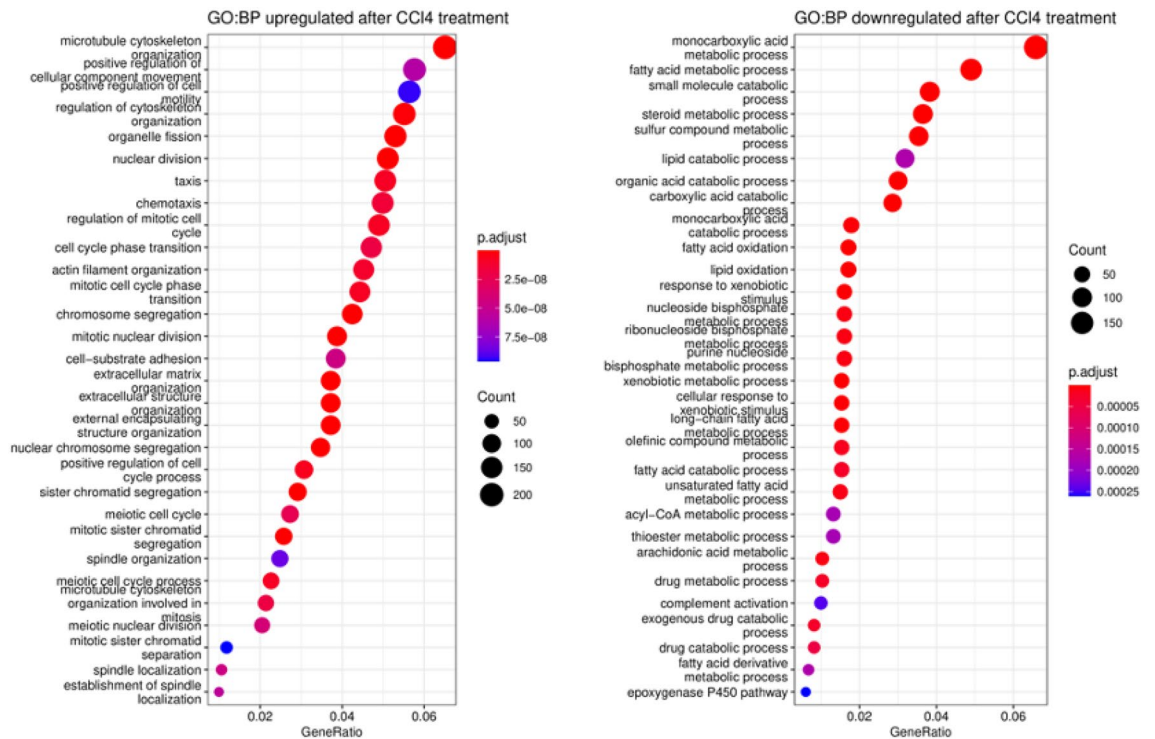 GO:BP upregulated after CCl4 treatment
microtubule cytoskeleton
organization
positive regulation of
cellular component movement
positive regulation of cell
motility
regulation of cytoskeleton
organization
organelle fission
nuclear division
taxis
chemotaxis
regulation of mitotic cell
cycle
cell cycle phase transition
actin filament organization
mitotic cell cycle phase
transition
chromosome segregation
mitotic nuclear division
cell−substrate adhesion
extracellular matrix
organization
extracellular structure
organization
external encapsulating
structure organization
nuclear chromosome segregation
positive regulation of cell
cycle process
sister chromatid segregation
meiotic cell cycle
mitotic sister chromatid
segregation
spindle organization
meiotic cell cycle process
microtubule cytoskeleton
organization involved in
mitosis
meiotic nuclear division
mitotic sister chromatid
separation
spindle localization
establishment of spindle
localization
0.02 0.04 0.06
GeneRatio
p.adjust
2.5e−08
5.0e−08
7.5e−08
Count
50
100
150
200
GO:BP downregulated after CCl4 treatment
monocarboxylic acid
metabolic process
fatty acid metabolic process
small molecule catabolic
process
steroid metabolic process
sulfur compound metabolic
process
lipid catabolic process
organic acid catabolic process
carboxylic acid catabolic
process
monocarboxylic acid
catabolic process
fatty acid oxidation
lipid oxidation
response to xenobiotic
stimulus
nucleoside bisphosphate
metabolic process
ribonucleoside bisphosphate
metabolic process
purine nucleoside
bisphosphate metabolic process
xenobiotic metabolic process
cellular response to
xenobiotic stimulus
long−chain fatty acid
metabolic process
olefinic compound metabolic
process
fatty acid catabolic process
unsaturated fatty acid
metabolic process
acyl−CoA metabolic process
thioester metabolic process
arachidonic acid metabolic
process
drug metabolic process
complement activation
exogenous drug catabolic
process
drug catabolic process
fatty acid derivative
metabolic process
epoxygenase P450 pathway
0.02 0.04 0.06
GeneRatio
Count
50
100
150
p.adjust
0.00005
0.00010
0.00015
0.00020
0.00025